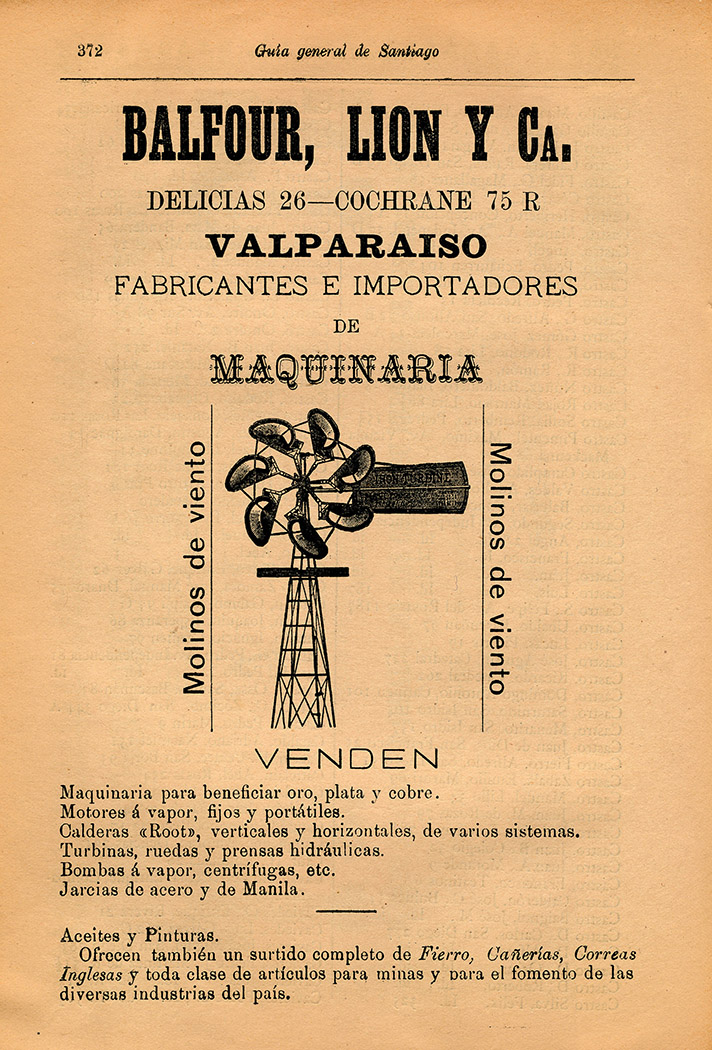 372
Guía general de Santiago
BALFOUR, LION Y CA.
DELICIAS 26—COCHRANE 75 R
VALPARAISO
FABRICANTES E IMPORTADORES
DE
MAQUINARIA
Molinos de viento
IRON TURBINE
Molinos de viento
VENDEN
Maquinaria para beneficiar oro, plata y cobre.
Motores á vapor, fijos y portátiles.
Calderas «Root», verticales y horizontales, de varios sistemas.
Turbinas, ruedas y prensas hidráulicas.
Bombas á vapor, centrífugas, etc.
Jarcias de acero y de Manila.
Aceites y Pinturas.
Ofrecen también un surtido completo de Fierro, Cañerías, Correas
Inglesas y toda clase de artículos para minas y para el fomento de las
diversas industrias del país.